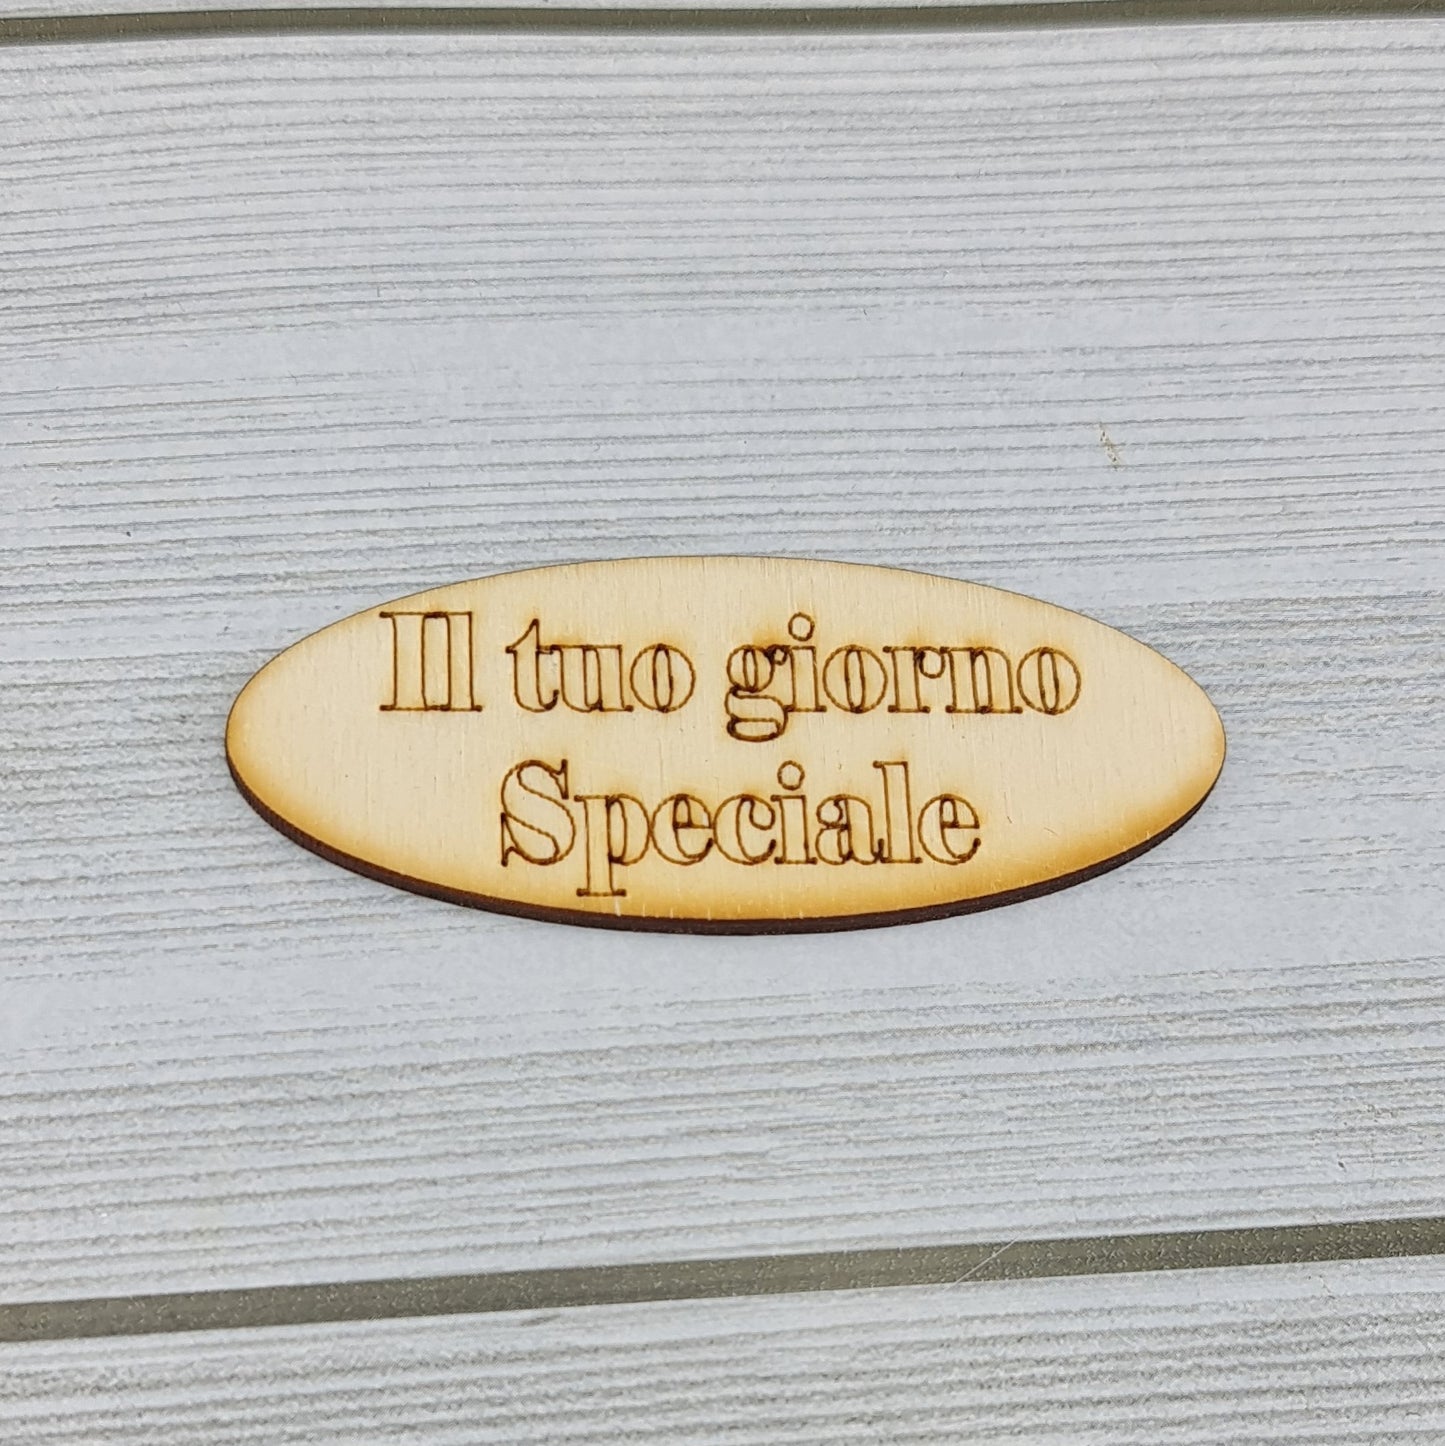 Il tuo giorno
Speciale